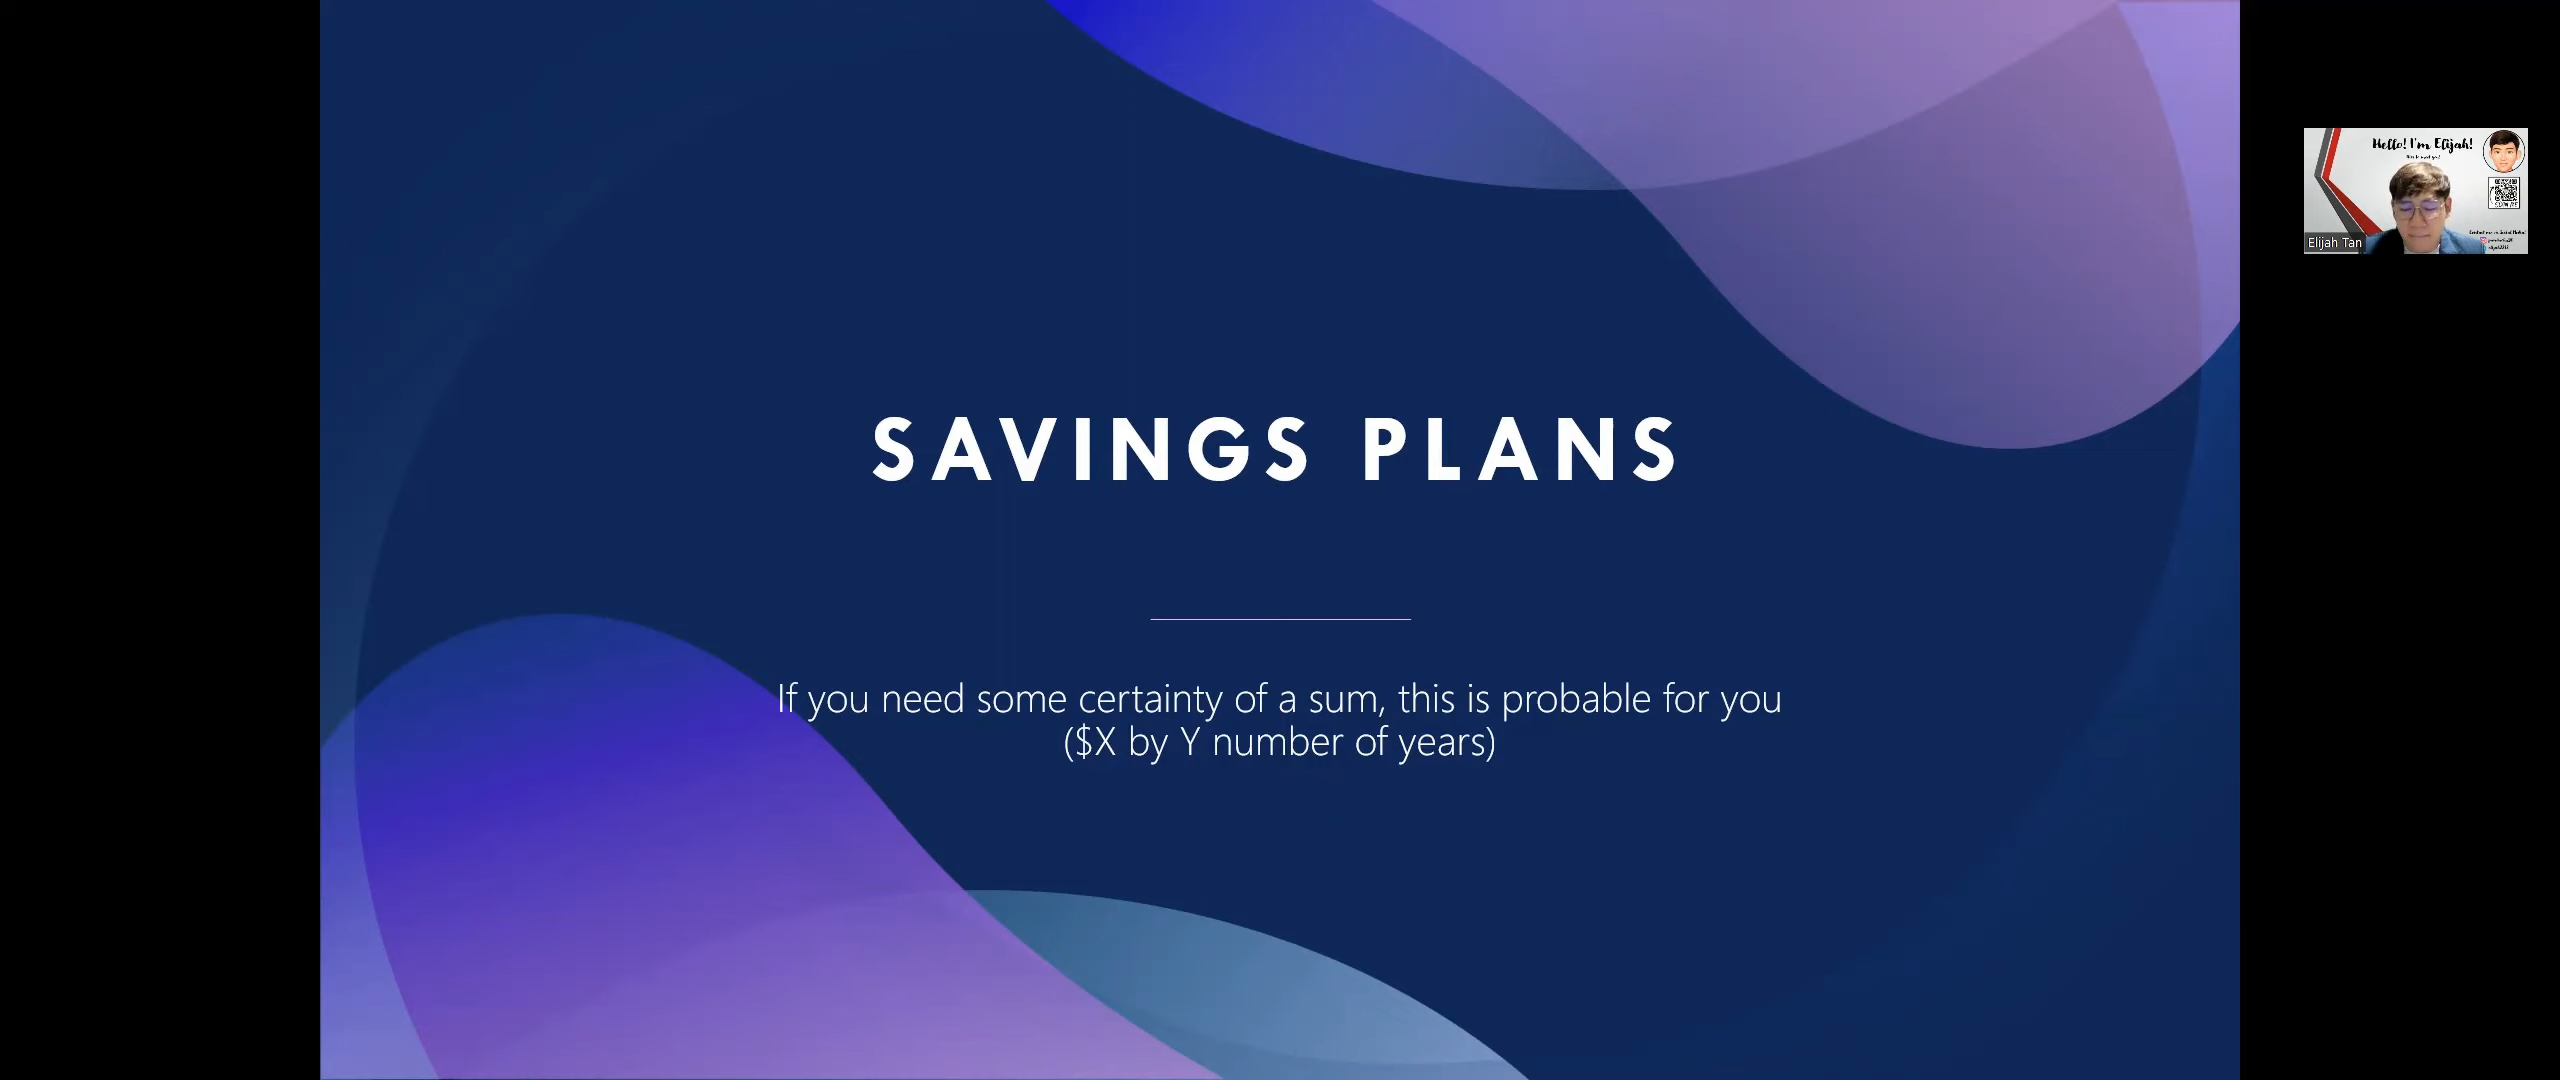 SAVINGS PLANS
If you need some certainty of a sum, this is probable for you
($X by Y number of years)
Hello! I'm Elijah!
Elijah Tan